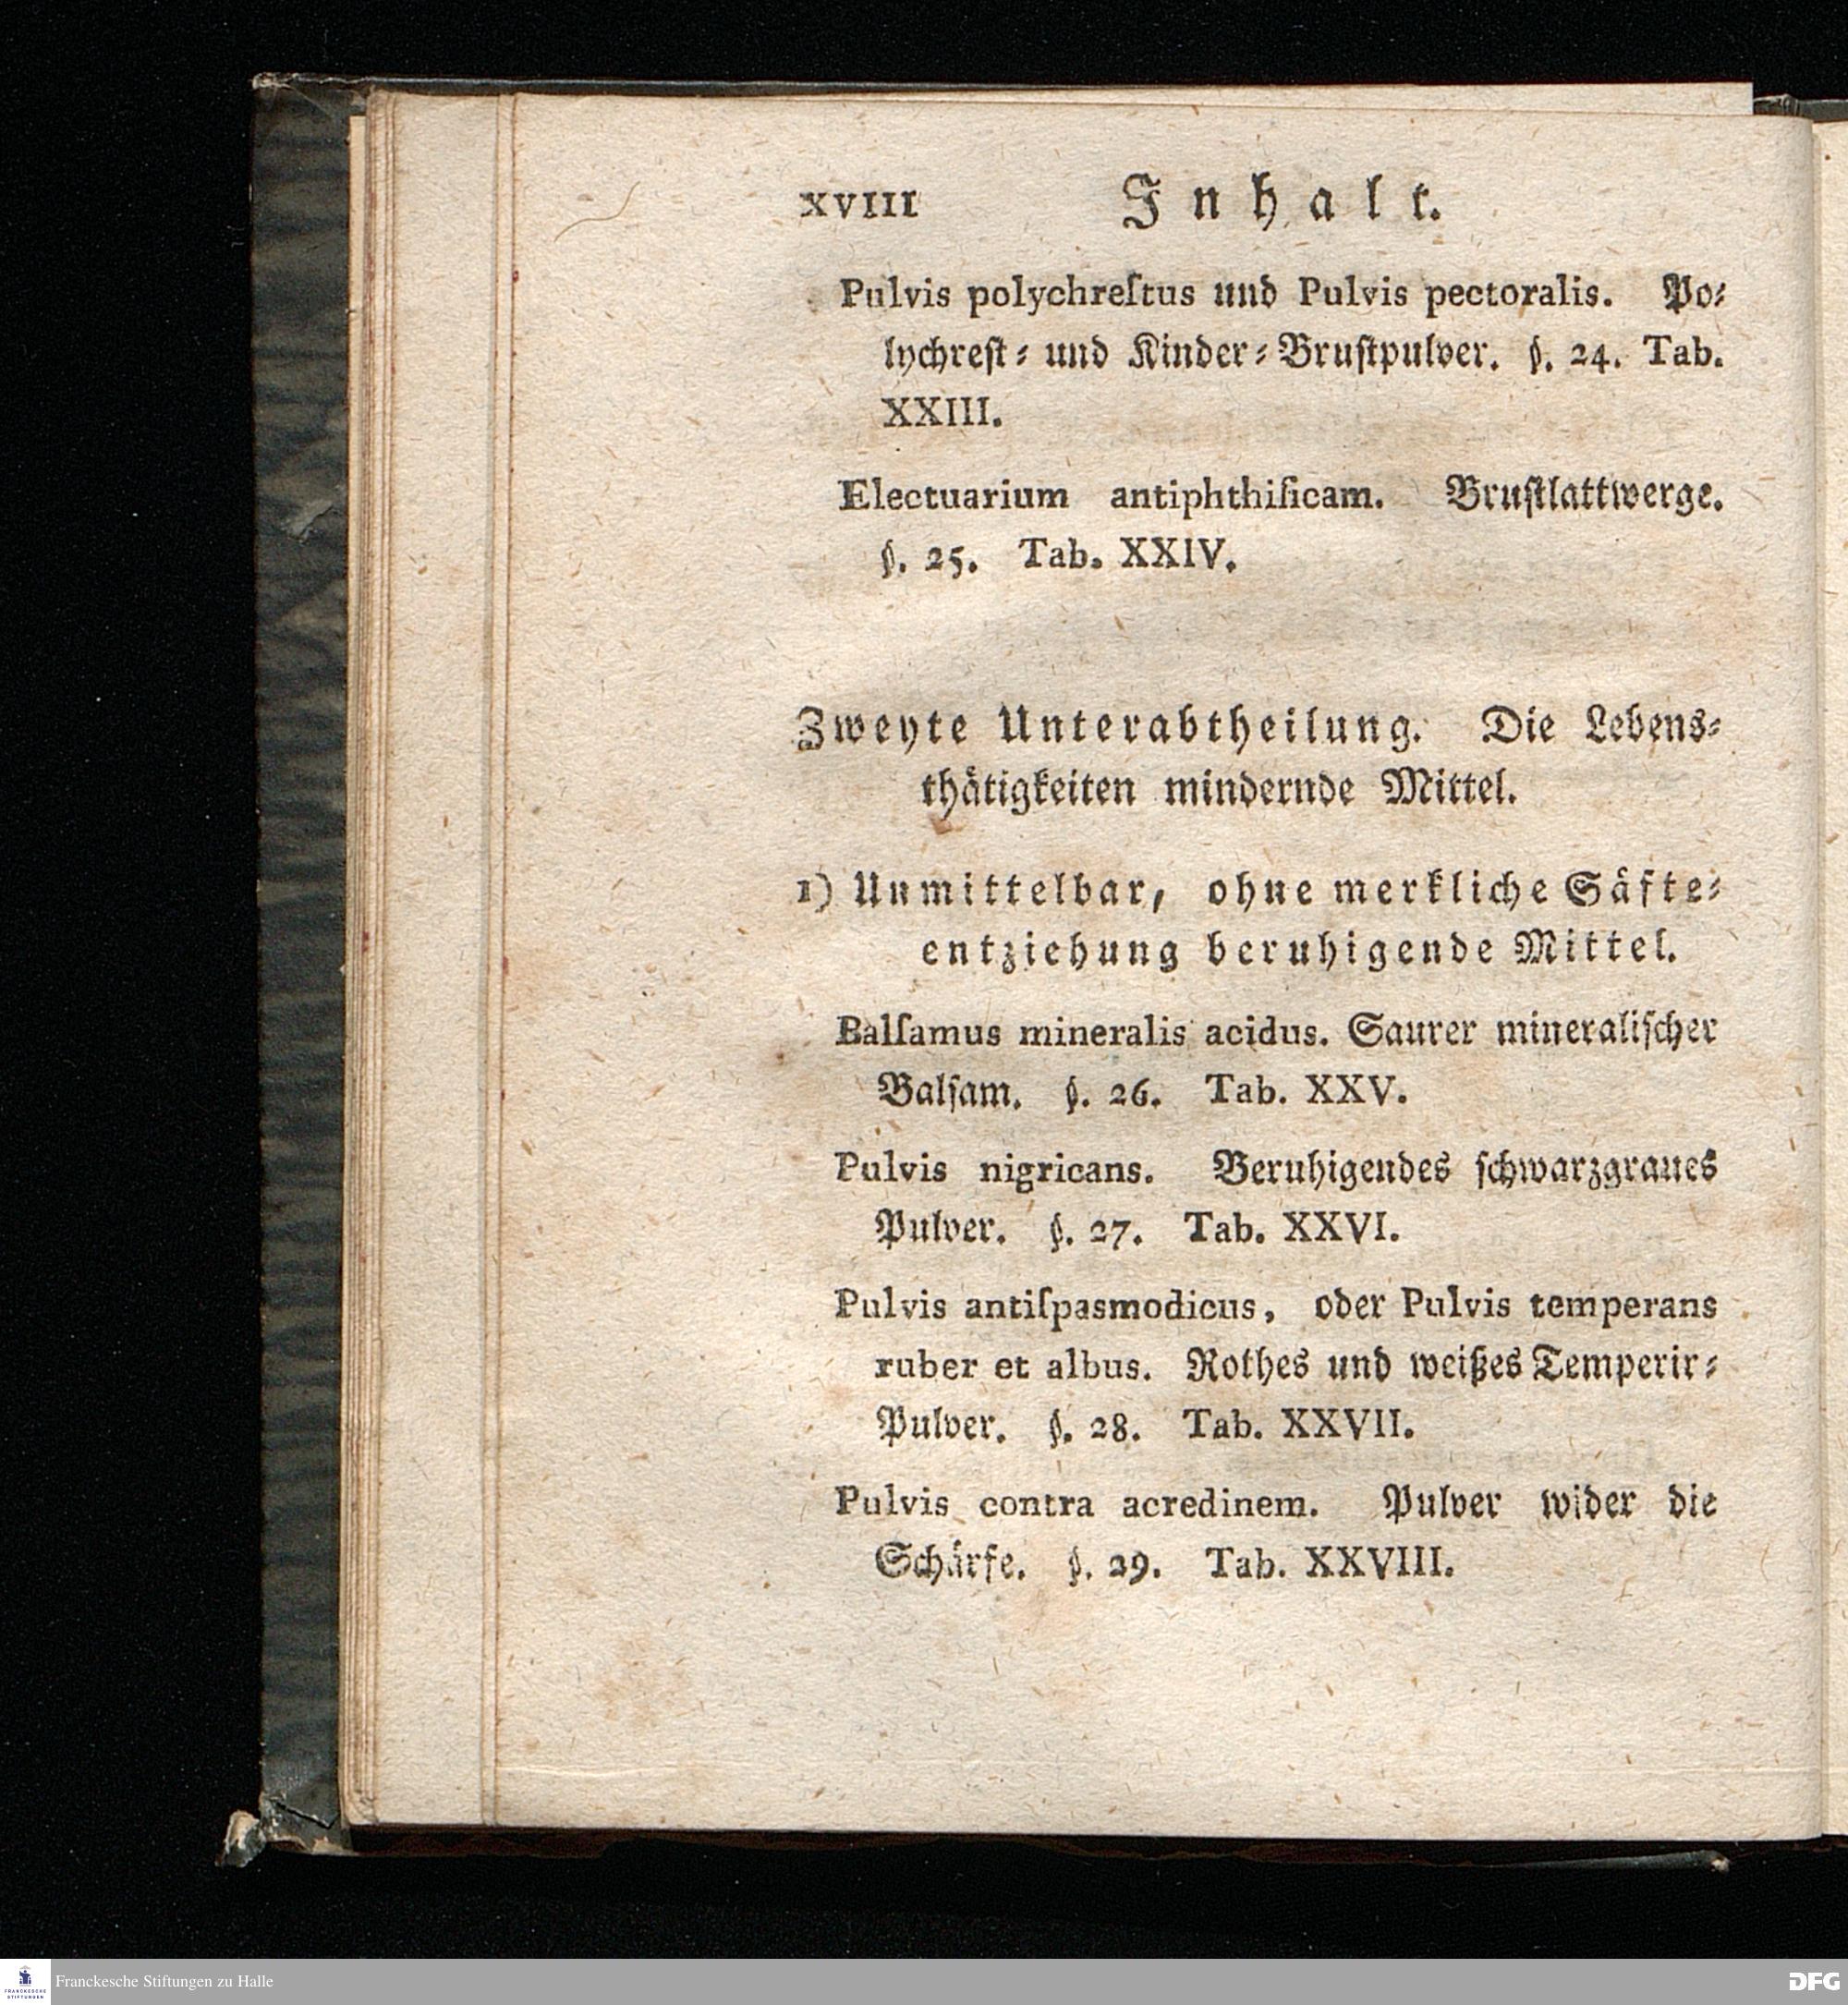 XVIII Inhalt.
Pulvis polychreſtus und Pulvis pectoralis. Po⸗
lychreſt⸗ und Kinder⸗Bruſtpulver. §. 24. Tab.
XXIII.
Electuarium antiphthiſicam. Bruſtlattwerge.
§. 25. Tab. XXIV.
Zweyte Unterabtheilung. Die Lebens⸗
thätigkeiten mindernde Mittel.
1) Unmittelbar, ohne merkliche Säfte⸗
entziehung beruhigende Mittel.
Balſamus mineralis acidus. Saurer mineraliſcher
Balſam. §. 26. Tab. XXV.
Pulvis nigricans. Beruhigendes ſchwarzgraues
Pulver. §. 27. Tab. XXVI.
Pulvis antiſpasmodicus, oder Pulvis temperans
ruber et albus. Rothes und weißes Temperir⸗
Pulver. §. 28. Tab. XXVII.
Pulvis contra acredinem. Pulver wider die
Schärfe. §. 29. Tab. XXVIII.
FRANCKESCHE
STIFTUNGEN
Franckesche Stiftungen zu Halle
DFG